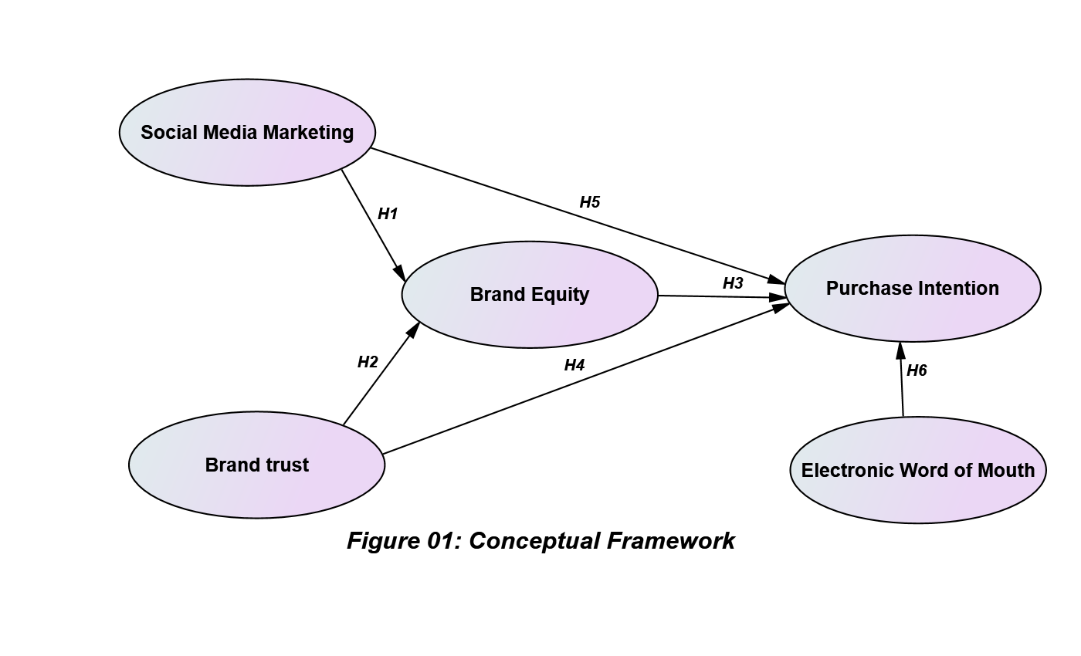 Social Media Marketing
H5
H1
Brand Equity
H3
Purchase Intention
H2
H4
H6
Brand trust
Electronic Word of Mouth
Figure 01: Conceptual Framework